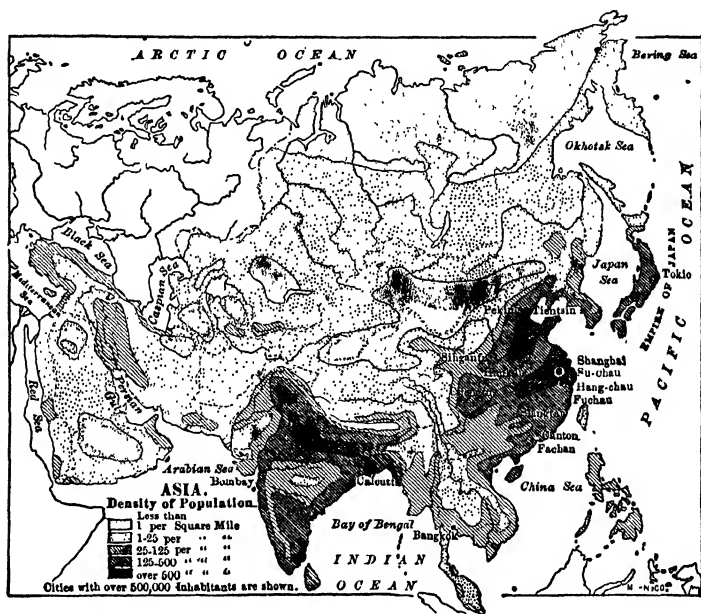 ARCTIC OCEAN
Bering Sea
Okhotsk Sea
Black Sea
Caspian Sea
Japan Sea
Tokio
EMPIRE OF JAPAN
PACIFIC OCEAN
Mediterranean Sea
Pekin
Tientsin
Singanfu
Shanghai
Su-chau
Hang-chau
Fuchau
Persian Gulf
Red Sea
Canton
Fachan
Arabian Sea
Bombay
Calcutta
China Sea
ASIA.
Density of Population
Less than
1 per Square Mile
1-25 per " "
25-125 per " "
125-500 " " "
over 500 " " "
Bay of Bengal
Bangkok
INDIAN
OCEAN
Cities with over 500,000 inhabitants are shown.